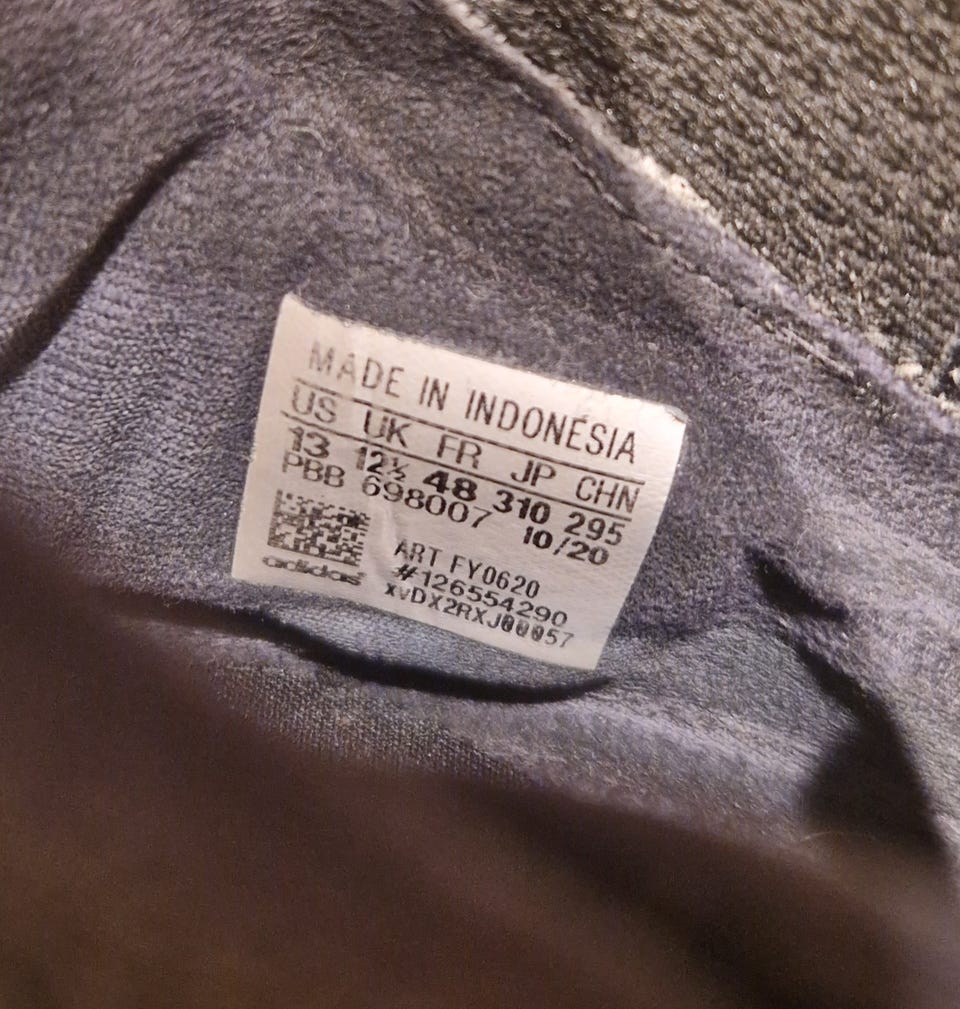 MADE IN INDONÉSIA
US UK FR JP CHN
13 12½ 48 310 295
PBB 698007 10/20
ART FY0620
#126554290
xvDX2RXJ00057
adidas